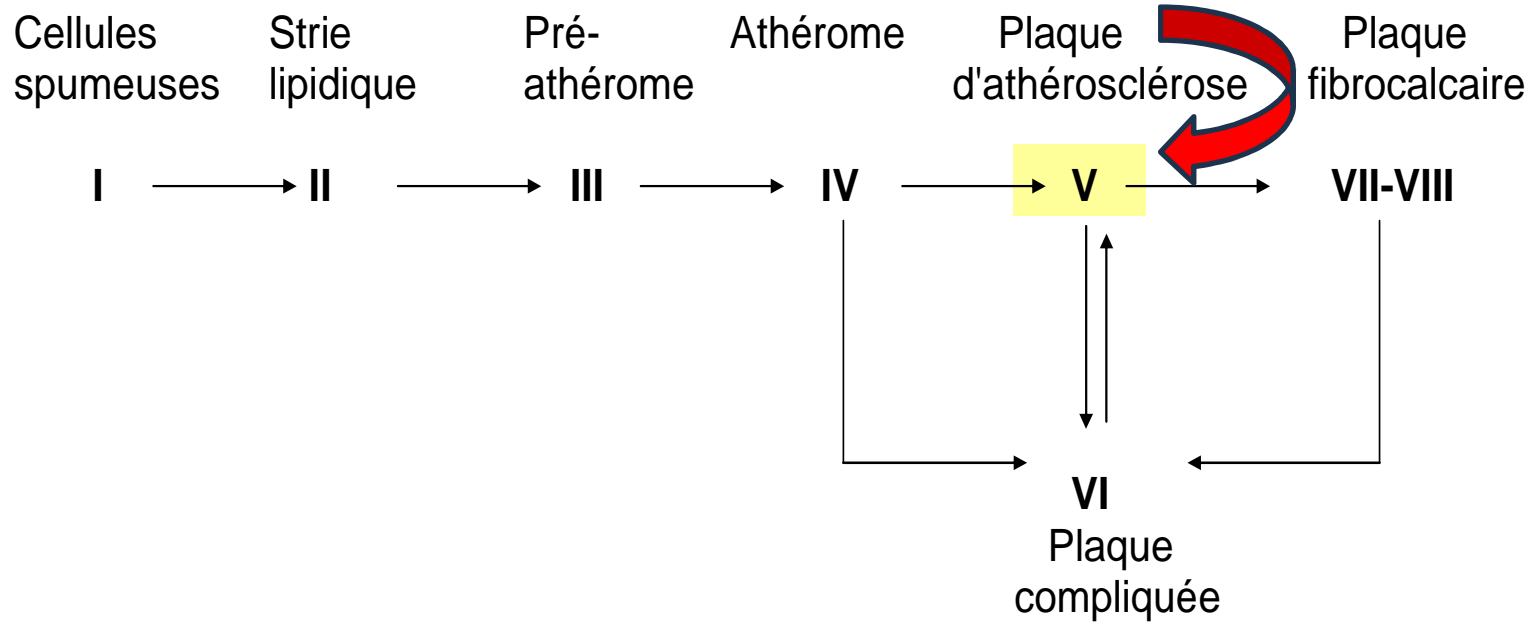 Cellules Strie Pré- Athérome Plaque Plaque
spumeuses lipidique athérome d'athérosclérose fibrocalcaire
I II III IV V VII-VIII
VI
Plaque
compliquée